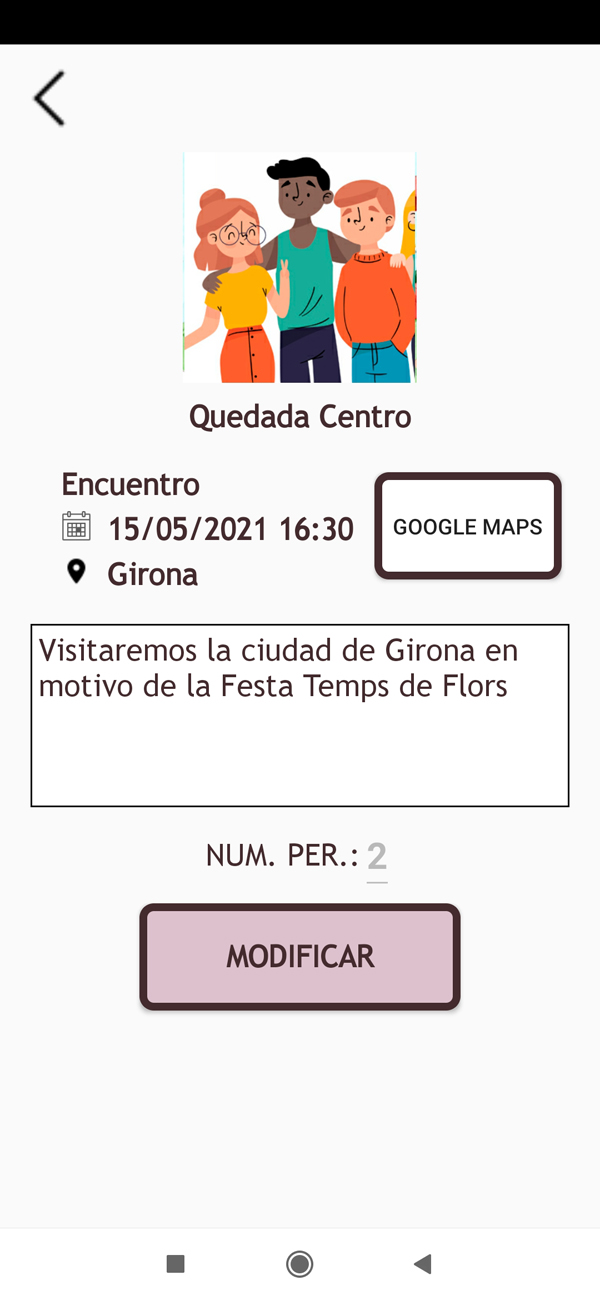 Quedada Centro
Encuentro
15/05/2021 16:30
Girona
GOOGLE MAPS
Visitaremos la ciudad de Girona en
motivo de la Festa Temps de Flors
NUM. PER.: 2
MODIFICAR